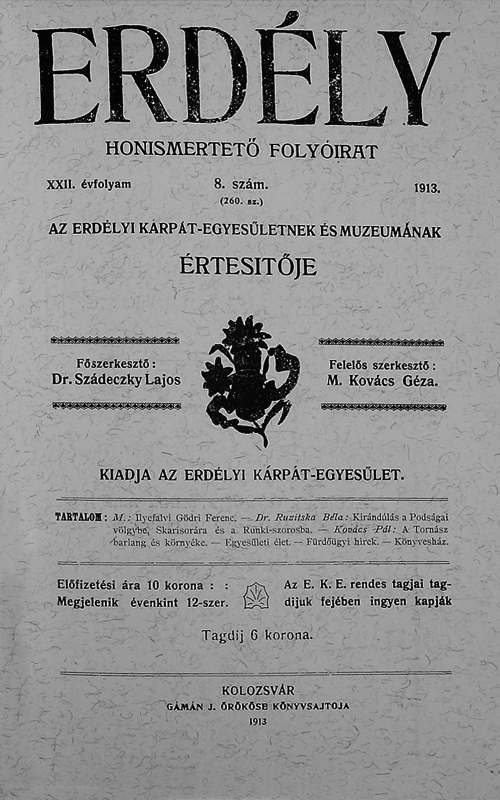 ERDÉLY
HONISMERTETŐ FOLYÓIRAT
XXII. évfolyam 8. szám. 1913.
(260. sz.)
AZ ERDÉLYI KÁRPÁT-EGYESÜLETNEK ÉS MUZEUMÁNAK
ÉRTESITŐJE
Főszerkesztő:
Dr. Szádeczky Lajos
Felelős szerkesztő:
M. Kovács Géza.
KIADJA AZ ERDÉLYI KÁRPÁT-EGYESÜLET.
TARTALOM: M.: Ilyefalvi Gödri Ferenc. — Dr. Ruzitska Béla: Kirándulás a Podságai
völgybe, Skarisorára és a Runki-szorosba. — Kovács Pál: A Tornász
barlang és környéke. — Egyesületi élet. — Fürdőügyi hirek. — Könyvesház.
Előfizetési ára 10 korona : :
Megjelenik évenkint 12-szer.
Az E. K. E. rendes tagjai tag-
dijuk fejében ingyen kapják
Tagdij 6 korona.
KOLOZSVÁR
GÁMÁN J. ÖRÖKÖSE KÖNYVSAJTOJA
1913